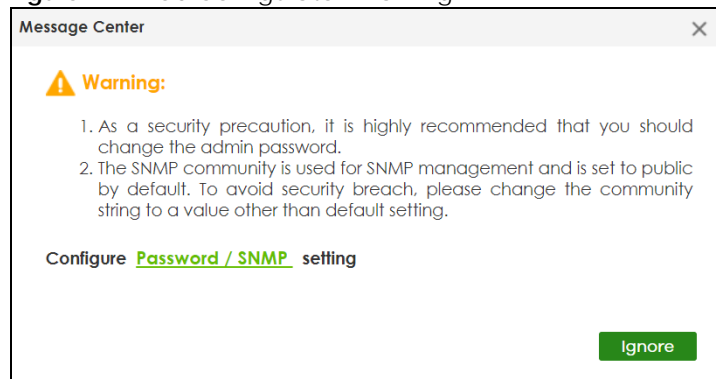 Message Center
Warning:
1. As a security precaution, it is highly recommended that you should
change the admin password.
2. The SNMP community is used for SNMP management and is set to public
by default. To avoid security breach, please change the community
string to a value other than default setting.
Configure Password / SNMP setting
Ignore